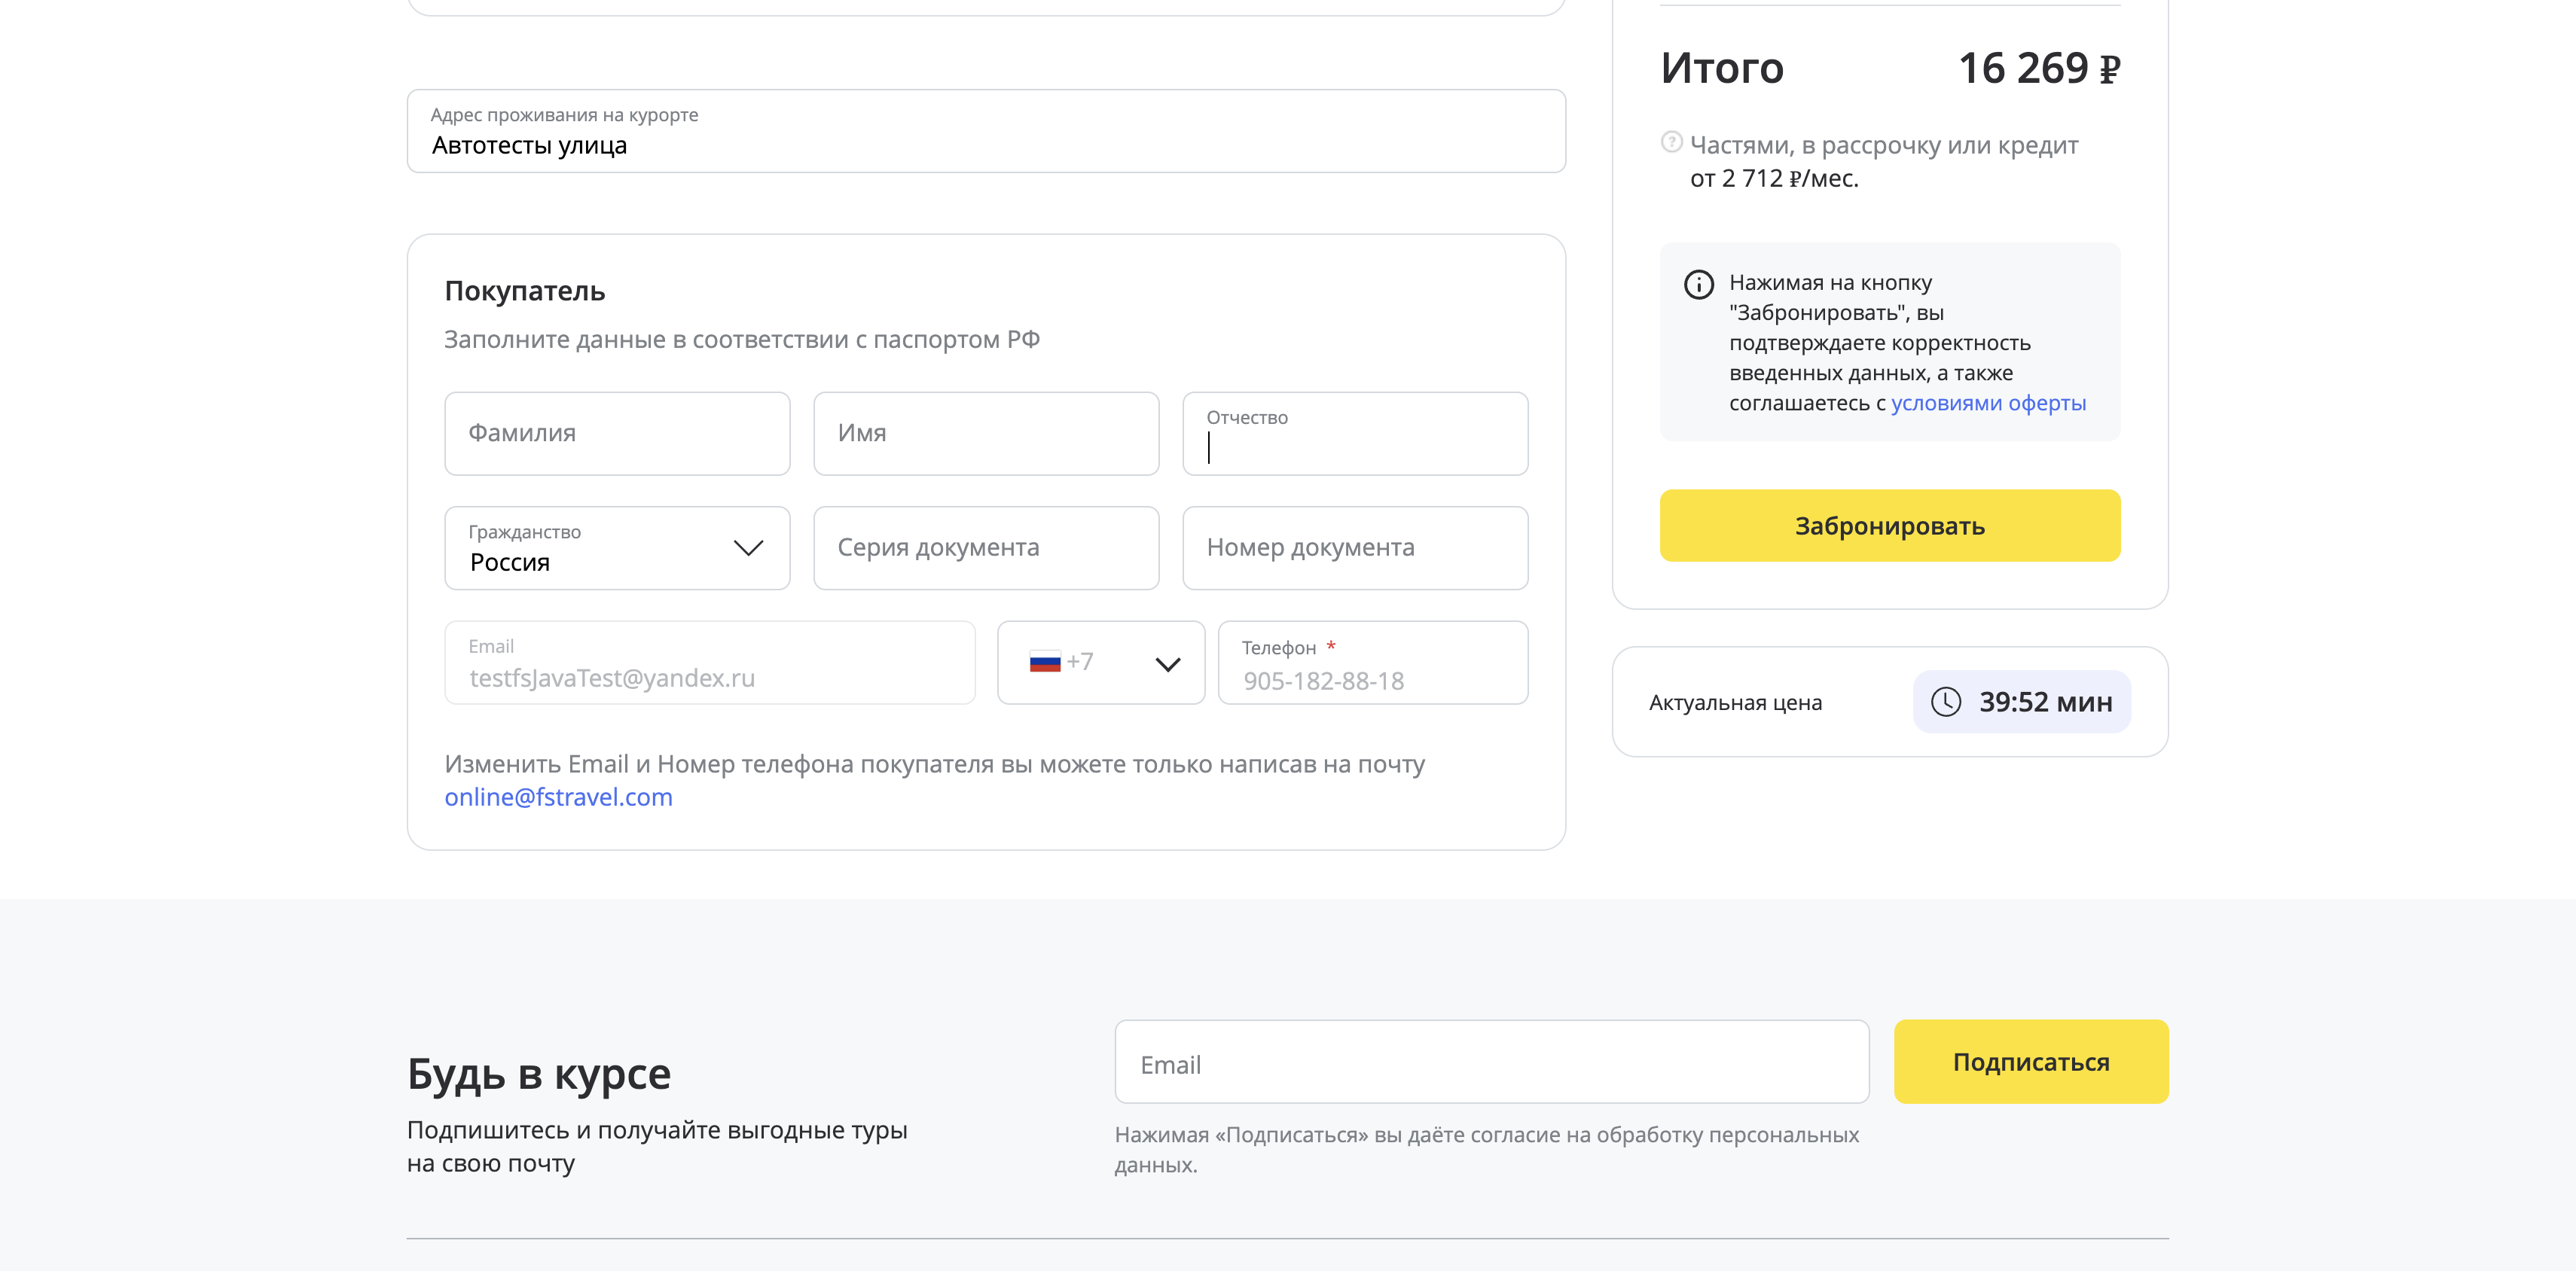 Адрес проживания на курорте
Автотесты улица
Покупатель
Заполните данные в соответствии с паспортом РФ
Фамилия
Имя
Отчество
Гражданство
Россия
Серия документа
Номер документа
Email
testfsJavaTest@yandex.ru
+7
Телефон *
905-182-88-18
Изменить Email и Номер телефона покупателя вы можете только написав на почту
online@fstravel.com
Итого 16 269 ₽
Частями, в рассрочку или кредит
от 2 712 ₽/мес.
Нажимая на кнопку
"Забронировать", вы
подтверждаете корректность
введенных данных, а также
соглашаетесь с условиями оферты
Забронировать
Актуальная цена 39:52 мин
Будь в курсе
Подпишитесь и получайте выгодные туры
на свою почту
Email
Подписаться
Нажимая «Подписаться» вы даёте согласие на обработку персональных
данных.